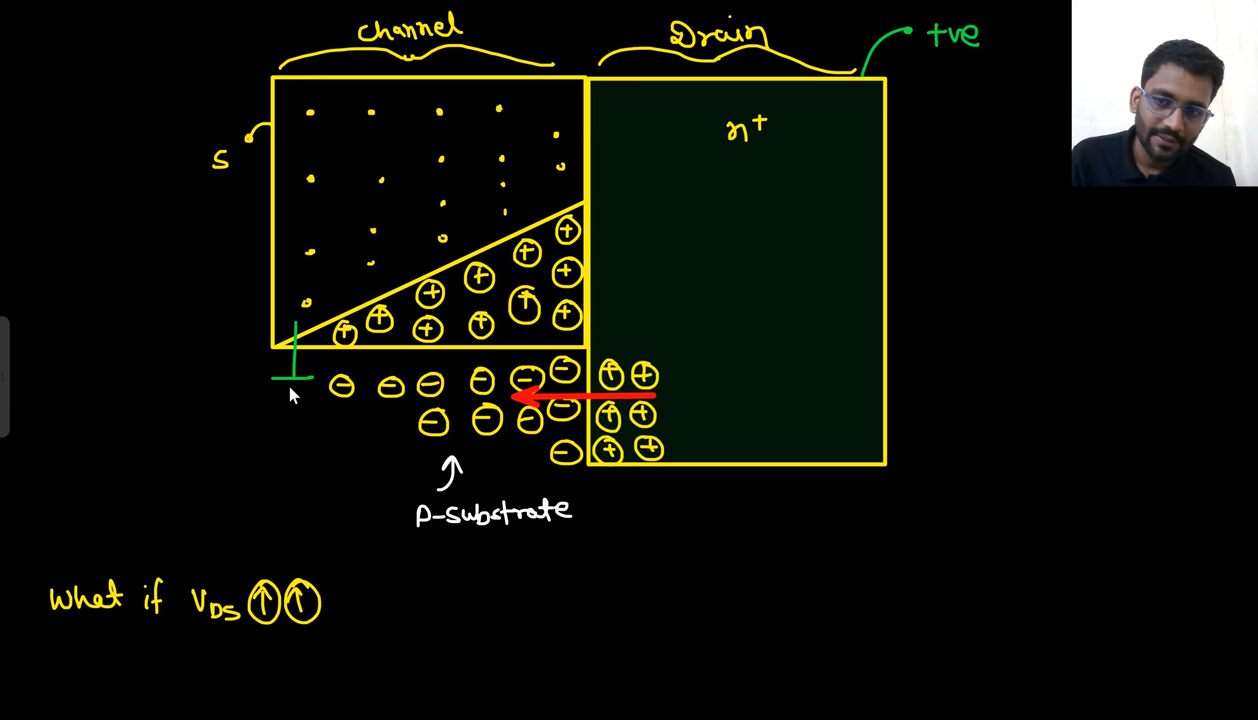 Channel
Drain
+ve
S
n+
P-substrate
What if VDS ↑ ↑